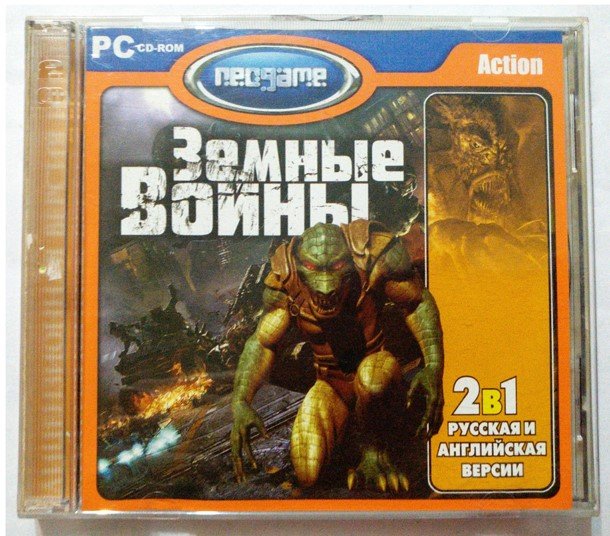 PC CD-ROM
neogame
Action
Земные
Войны
2в1
РУССКАЯ И
АНГЛИЙСКАЯ
ВЕРСИИ